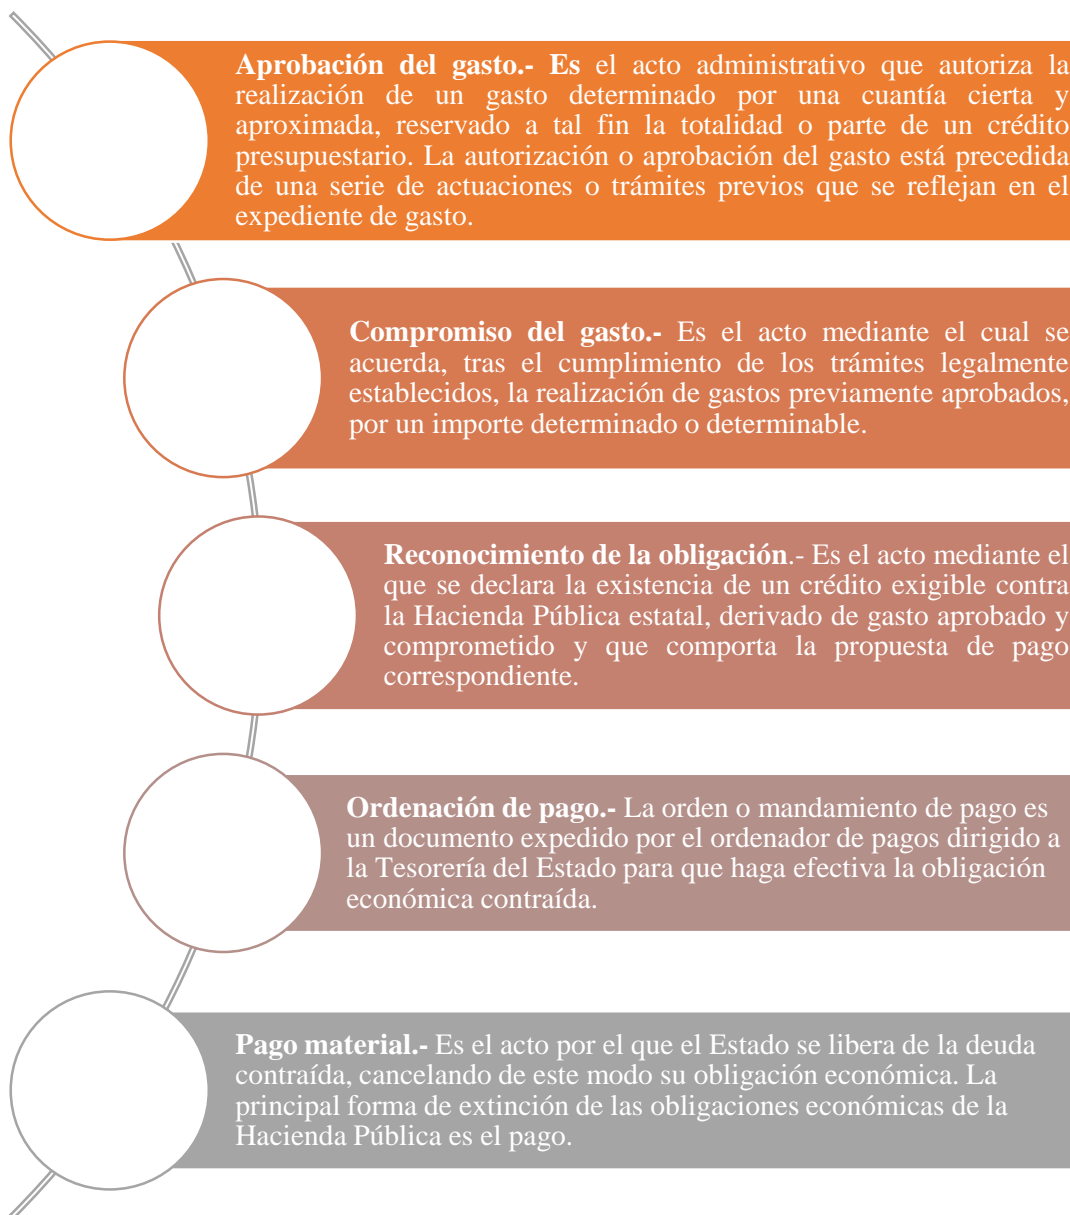 Aprobación del gasto.- Es el acto administrativo que autoriza la
realización de un gasto determinado por una cuantía cierta y
aproximada, reservado a tal fin la totalidad o parte de un crédito
presupuestario. La autorización o aprobación del gasto está precedida
de una serie de actuaciones o trámites previos que se reflejan en el
expediente de gasto.
Compromiso del gasto.- Es el acto mediante el cual se
acuerda, tras el cumplimiento de los trámites legalmente
establecidos, la realización de gastos previamente aprobados,
por un importe determinado o determinable.
Reconocimiento de la obligación.- Es el acto mediante el
que se declara la existencia de un crédito exigible contra
la Hacienda Pública estatal, derivado de gasto aprobado y
comprometido y que comporta la propuesta de pago
correspondiente.
Ordenación de pago.- La orden o mandamiento de pago es
un documento expedido por el ordenador de pagos dirigido a
la Tesorería del Estado para que haga efectiva la obligación
económica contraída.
Pago material.- Es el acto por el que el Estado se libera de la deuda
contraída, cancelando de este modo su obligación económica. La
principal forma de extinción de las obligaciones económicas de la
Hacienda Pública es el pago.